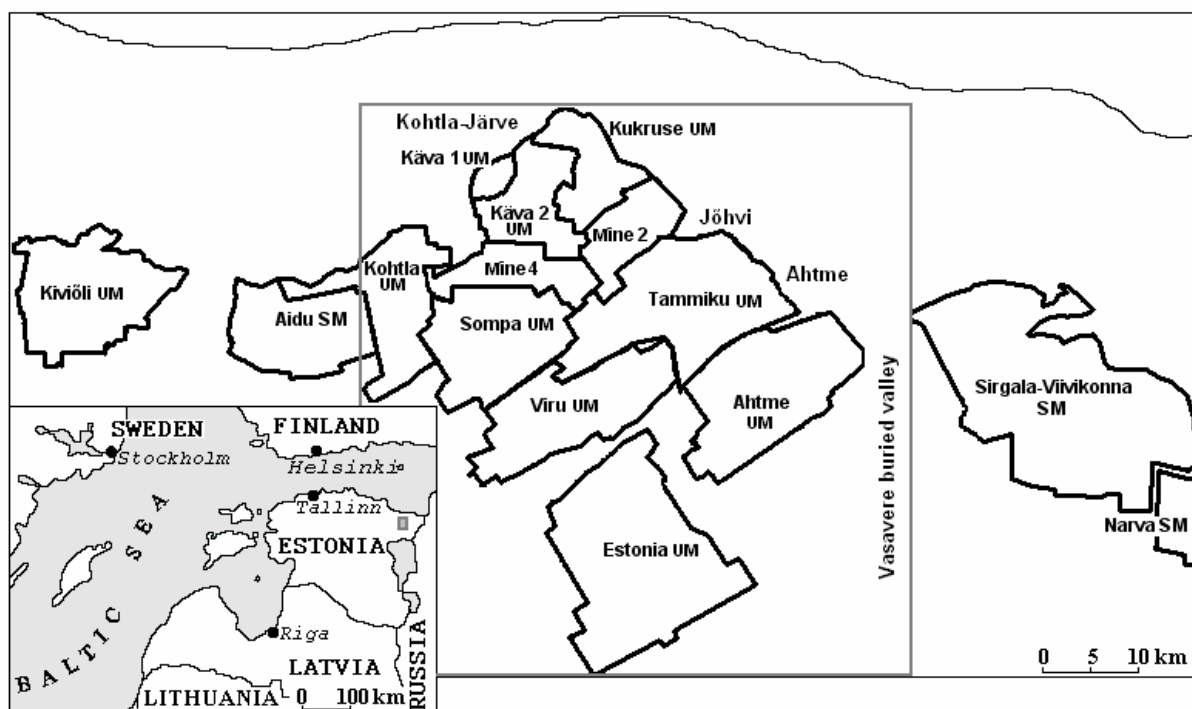 Kohtla-Järve
Kukruse UM
Käva 1 UM
Käva 2
UM
Mine 2
Jõhvi
Kohtla
UM
Mine 4
Ahtme
Kiviõli UM
Aidu SM
Sompa UM
Tammiku UM
Viru UM
Ahtme
UM
Vasavere buried valley
Sirgala-Viivikonna
SM
Narva SM
Estonia UM
0 5 10 km
SWEDEN
FINLAND
Stockholm
Helsinki
Tallinn
BALTIC SEA
ESTONIA
Riga
LATVIA
RUSSIA
LITHUANIA
0 100 km